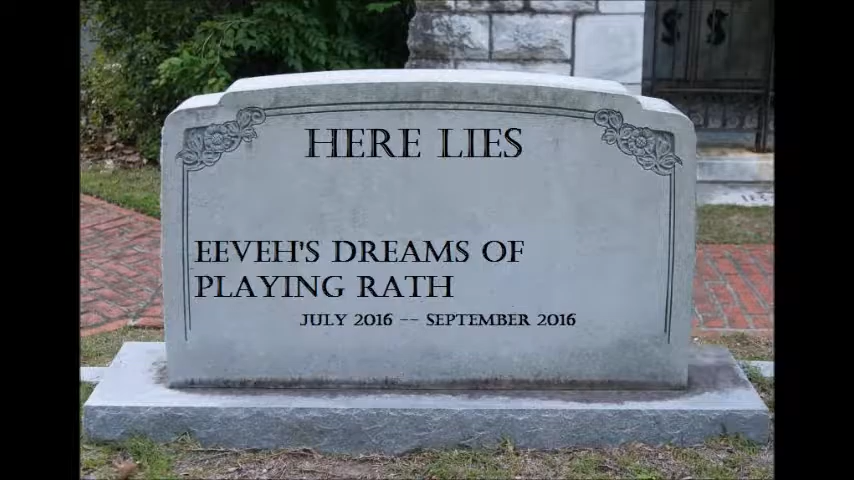 HERE LIES
EEVEH'S DREAMS OF
PLAYING RATH
JULY 2016 -- SEPTEMBER 2016